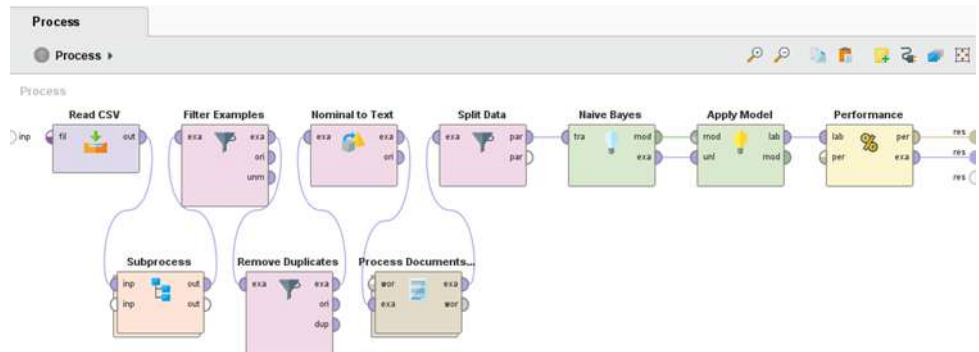 Process
Process
Process
Read CSV
Filter Examples
Nominal to Text
Split Data
Naive Bayes
Apply Model
Performance
inp
fil
out
exa
exa
ori
unm
exa
exa
ori
exa
par
par
tra
mod
exa
mod
unl
lab
mod
lab
per
per
exa
res
res
res
Subprocess
Remove Duplicates
Process Documents...
inp
inp
out
out
exa
exa
ori
dup
wor
exa
exa
wor